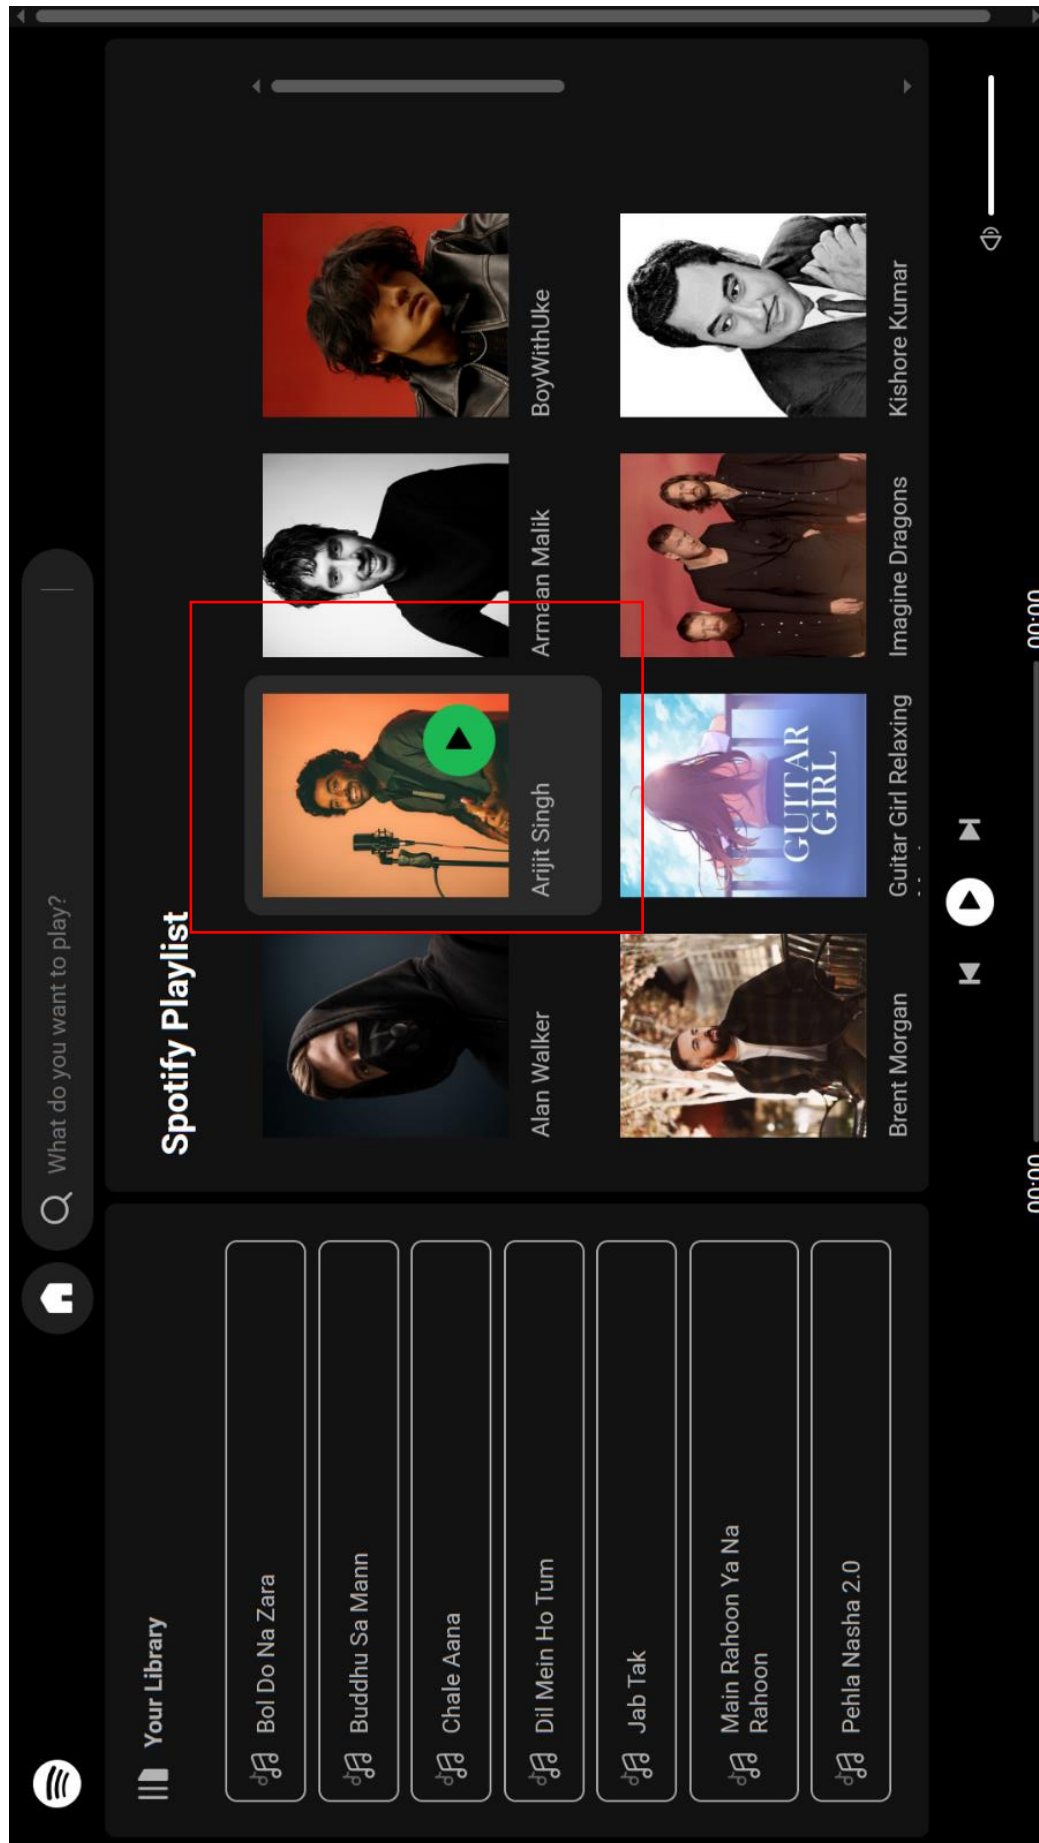 What do you want to play?
Your Library
Bol Do Na Zara
Buddhu Sa Mann
Chale Aana
Dil Mein Ho Tum
Jab Tak
Main Rahoon Ya Na
Rahoon
Pehla Nasha 2.0
Spotify Playlist
Alan Walker
Arijit Singh
Armaan Malik
BoyWithUke
GUITAR
GIRL
Brent Morgan
Guitar Girl Relaxing
Imagine Dragons
Kishore Kumar
00:00
00:00